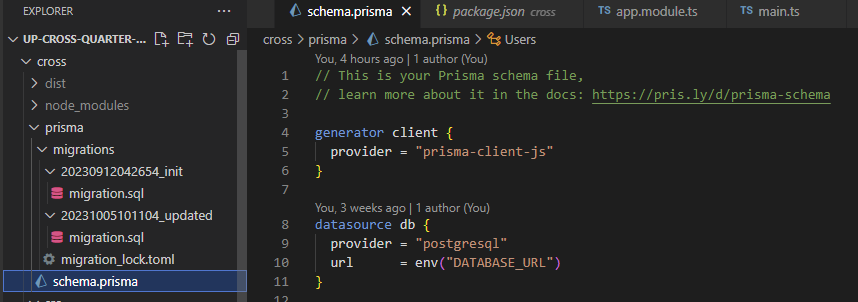 EXPLORER
UP-CROSS-QUARTER-...
cross
dist
node_modules
prisma
migrations
20230912042654_init
migration.sql
20231005101104_updated
migration.sql
migration_lock.toml
schema.prisma
schema.prisma
package.json cross
TS app.module.ts
TS main.ts
cross > prisma > schema.prisma > Users
You, 4 hours ago | 1 author (You)
1 // This is your Prisma schema file,
2 // learn more about it in the docs: https://pris.ly/d/prisma-schema
3
4 generator client {
5 provider = "prisma-client-js"
6 }
7
You, 3 weeks ago | 1 author (You)
8 datasource db {
9 provider = "postgresql"
10 url      = env("DATABASE_URL")
11 }
12